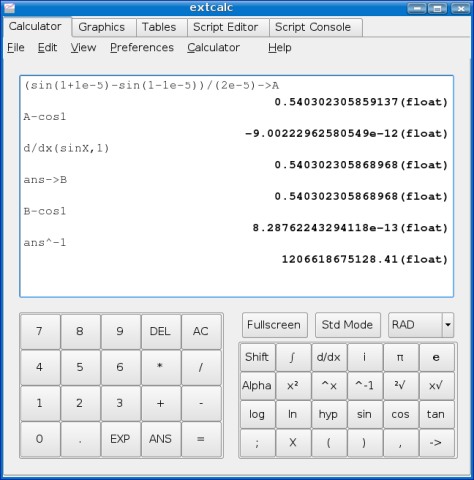 extcalc
Calculator Graphics Tables Script Editor Script Console
File Edit View Preferences Calculator Help
(sin(1+1e-5)-sin(1-1e-5))/(2e-5)->A
0.540302305859137(float)
A-cos1
-9.00222962580549e-12(float)
d/dx(sinX,1)
0.540302305868968(float)
ans->B
0.540302305868968(float)
B-cos1
8.28762243294118e-13(float)
ans^-1
1206618675128.41(float)
Fullscreen Std Mode RAD
7 8 9 DEL AC
Shift ∫ d/dx i π e
4 5 6 * /
Alpha x² ^x ^-1 ²√ x√
1 2 3 + -
log ln hyp sin cos tan
0 . EXP ANS =
; X ( ) , ->